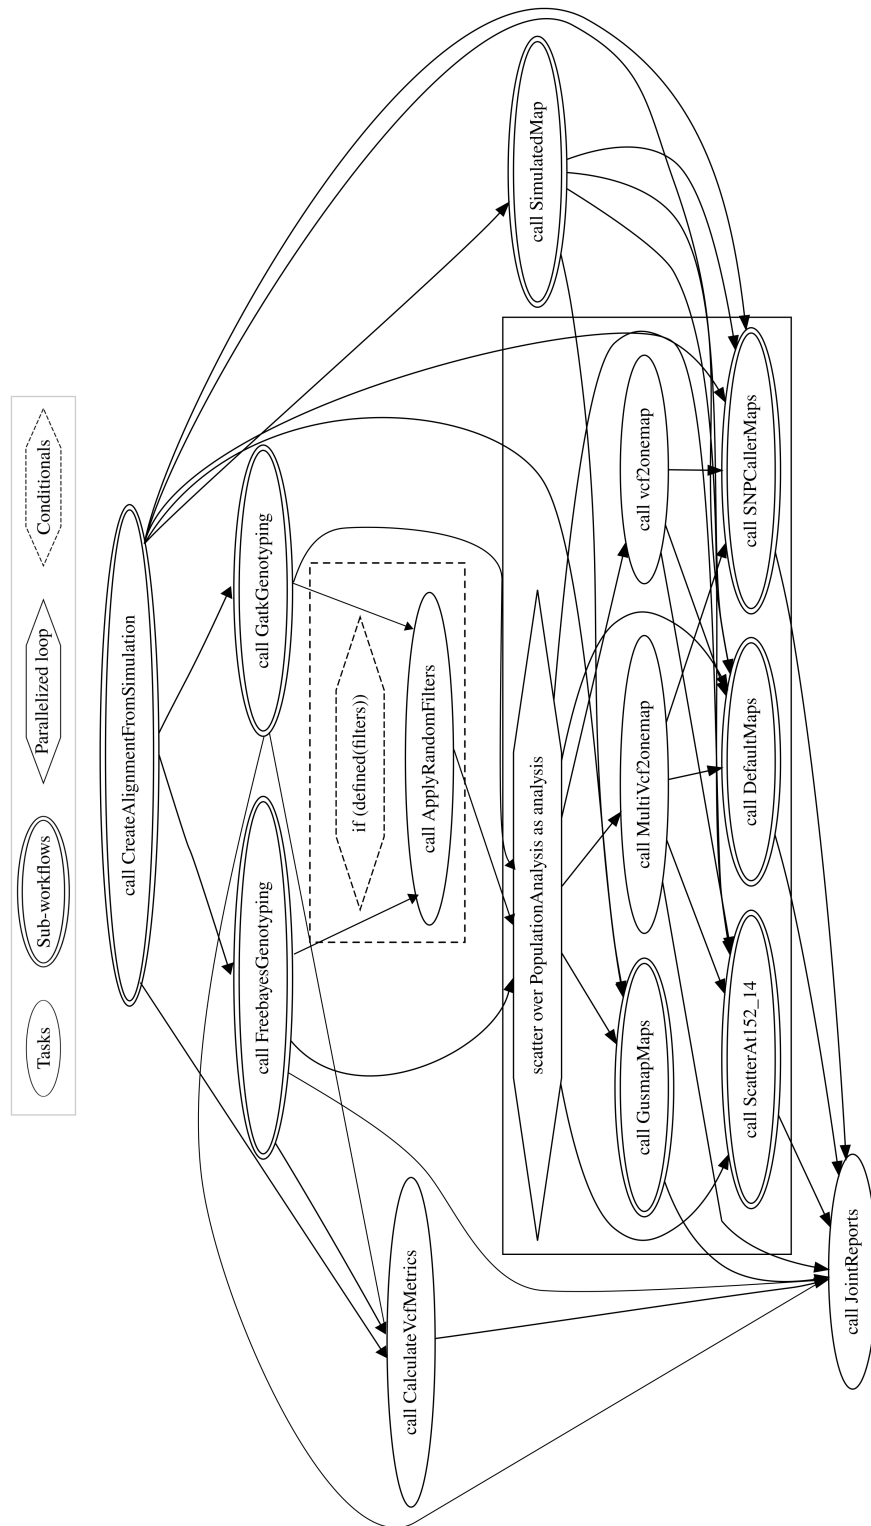 Tasks
Sub-workflows
Parallelized loop
Conditionals
call CreateAlignmentFromSimulation
call FreebayesGenotyping
call GatkGenotyping
if (defined(filters))
call ApplyRandomFilters
call CalculateVcfMetrics
call SimulatedMap
scatter over PopulationAnalysis as analysis
call GusmapMaps
call MultiVcf2onemap
call vcf2onemap
call ScatterAt152_14
call DefaultMaps
call SNPCallerMaps
call JointReports